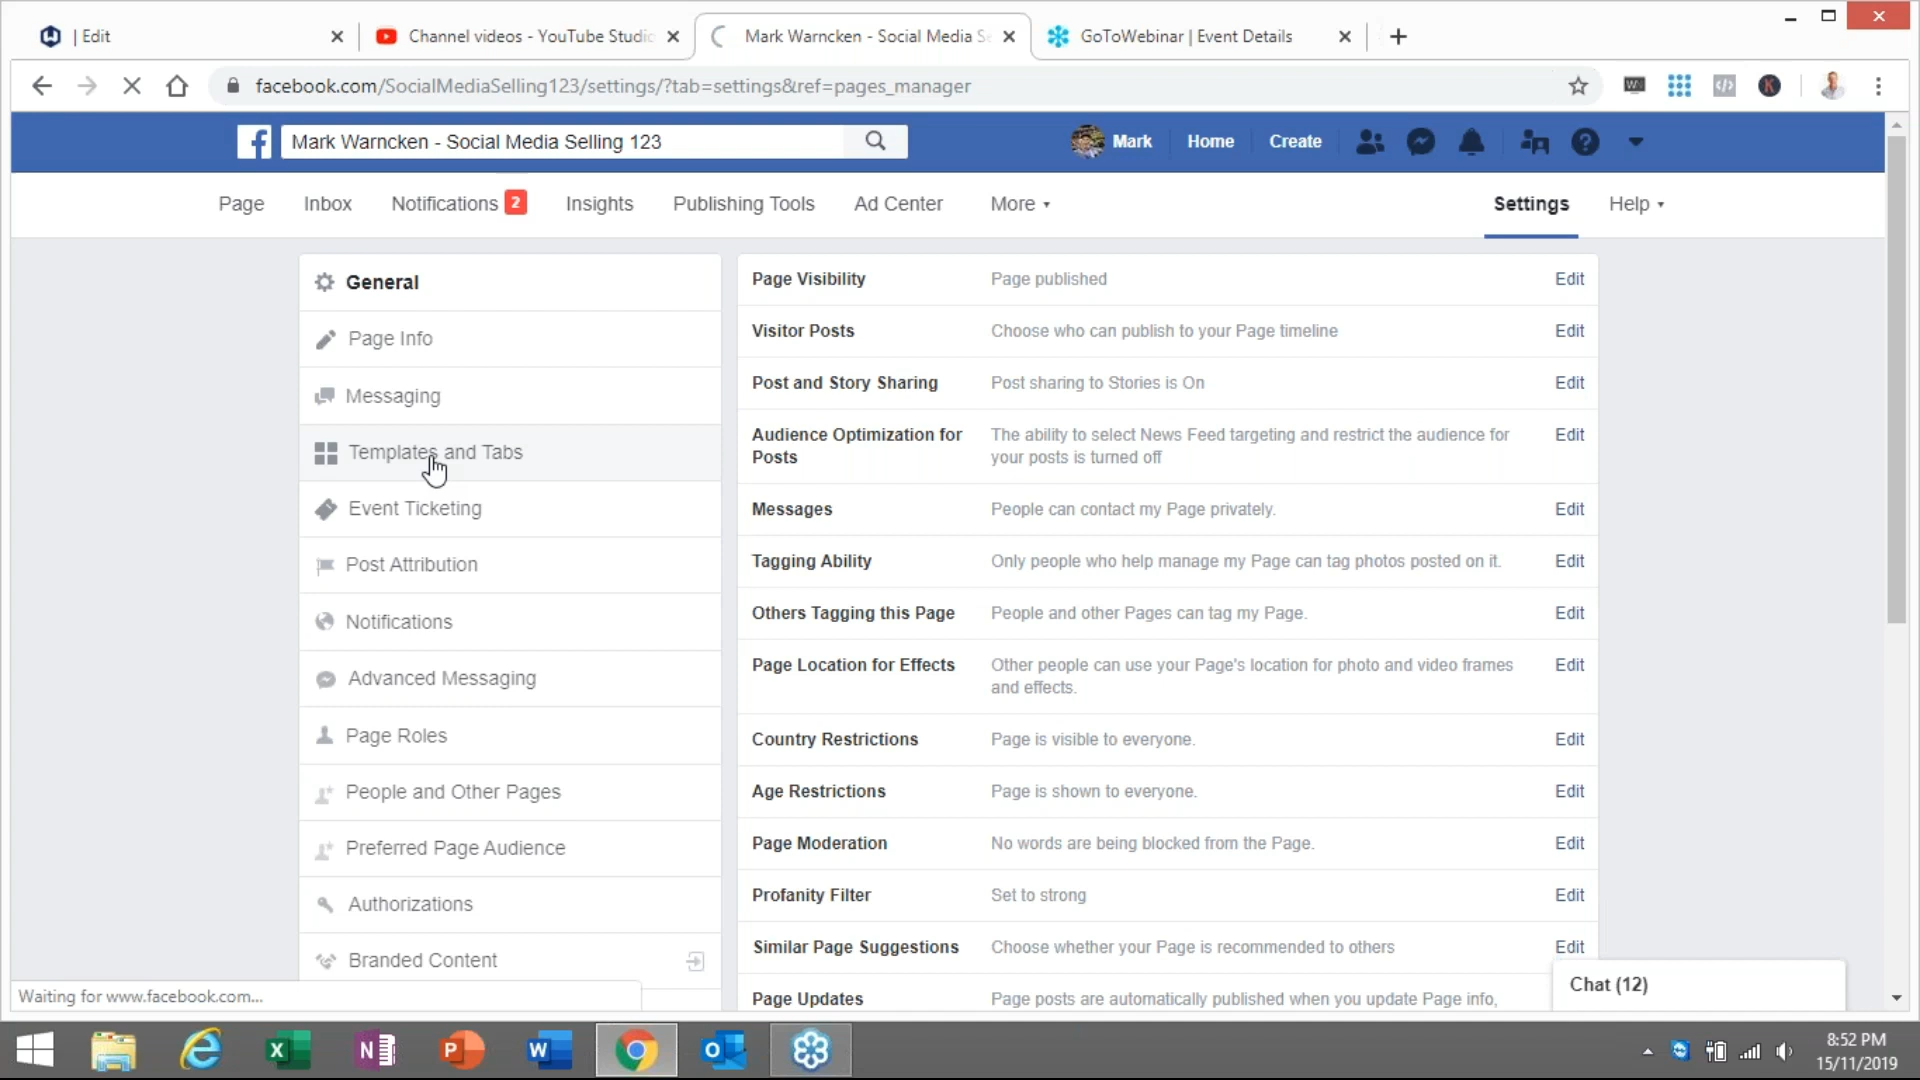 | Edit
Channel videos - YouTube Studio
Mark Warncken - Social Media S
GoToWebinar | Event Details
facebook.com/SocialMediaSelling123/settings/?tab=settings&ref=pages_manager
Mark Warncken - Social Media Selling 123
Mark
Home
Create
Page
Inbox
Notifications 2
Insights
Publishing Tools
Ad Center
More
Settings
Help
General
Page Info
Messaging
Templates and Tabs
Event Ticketing
Post Attribution
Notifications
Advanced Messaging
Page Roles
People and Other Pages
Preferred Page Audience
Authorizations
Branded Content
Page Visibility
Page published
Edit
Visitor Posts
Choose who can publish to your Page timeline
Edit
Post and Story Sharing
Post sharing to Stories is On
Edit
Audience Optimization for
Posts
The ability to select News Feed targeting and restrict the audience for
your posts is turned off
Edit
Messages
People can contact my Page privately.
Edit
Tagging Ability
Only people who help manage my Page can tag photos posted on it.
Edit
Others Tagging this Page
People and other Pages can tag my Page.
Edit
Page Location for Effects
Other people can use your Page's location for photo and video frames
and effects.
Edit
Country Restrictions
Page is visible to everyone.
Edit
Age Restrictions
Page is shown to everyone.
Edit
Page Moderation
No words are being blocked from the Page.
Edit
Profanity Filter
Set to strong
Edit
Similar Page Suggestions
Choose whether your Page is recommended to others
Edit
Page Updates
Page posts are automatically published when you update Page info,
Chat (12)
Waiting for www.facebook.com...
8:52 PM
15/11/2019